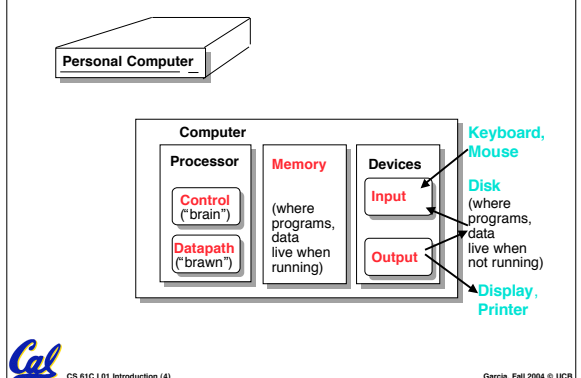 Personal Computer
Computer
Processor
Control
("brain")
Datapath
("brawn")
Memory
(where
programs,
data
live when
running)
Devices
Input
Output
Keyboard,
Mouse
Disk
(where
programs,
data
live when
not running)
Display,
Printer
Cal
CS 61C L01 Introduction (4)
Garcia, Fall 2004 © UCB